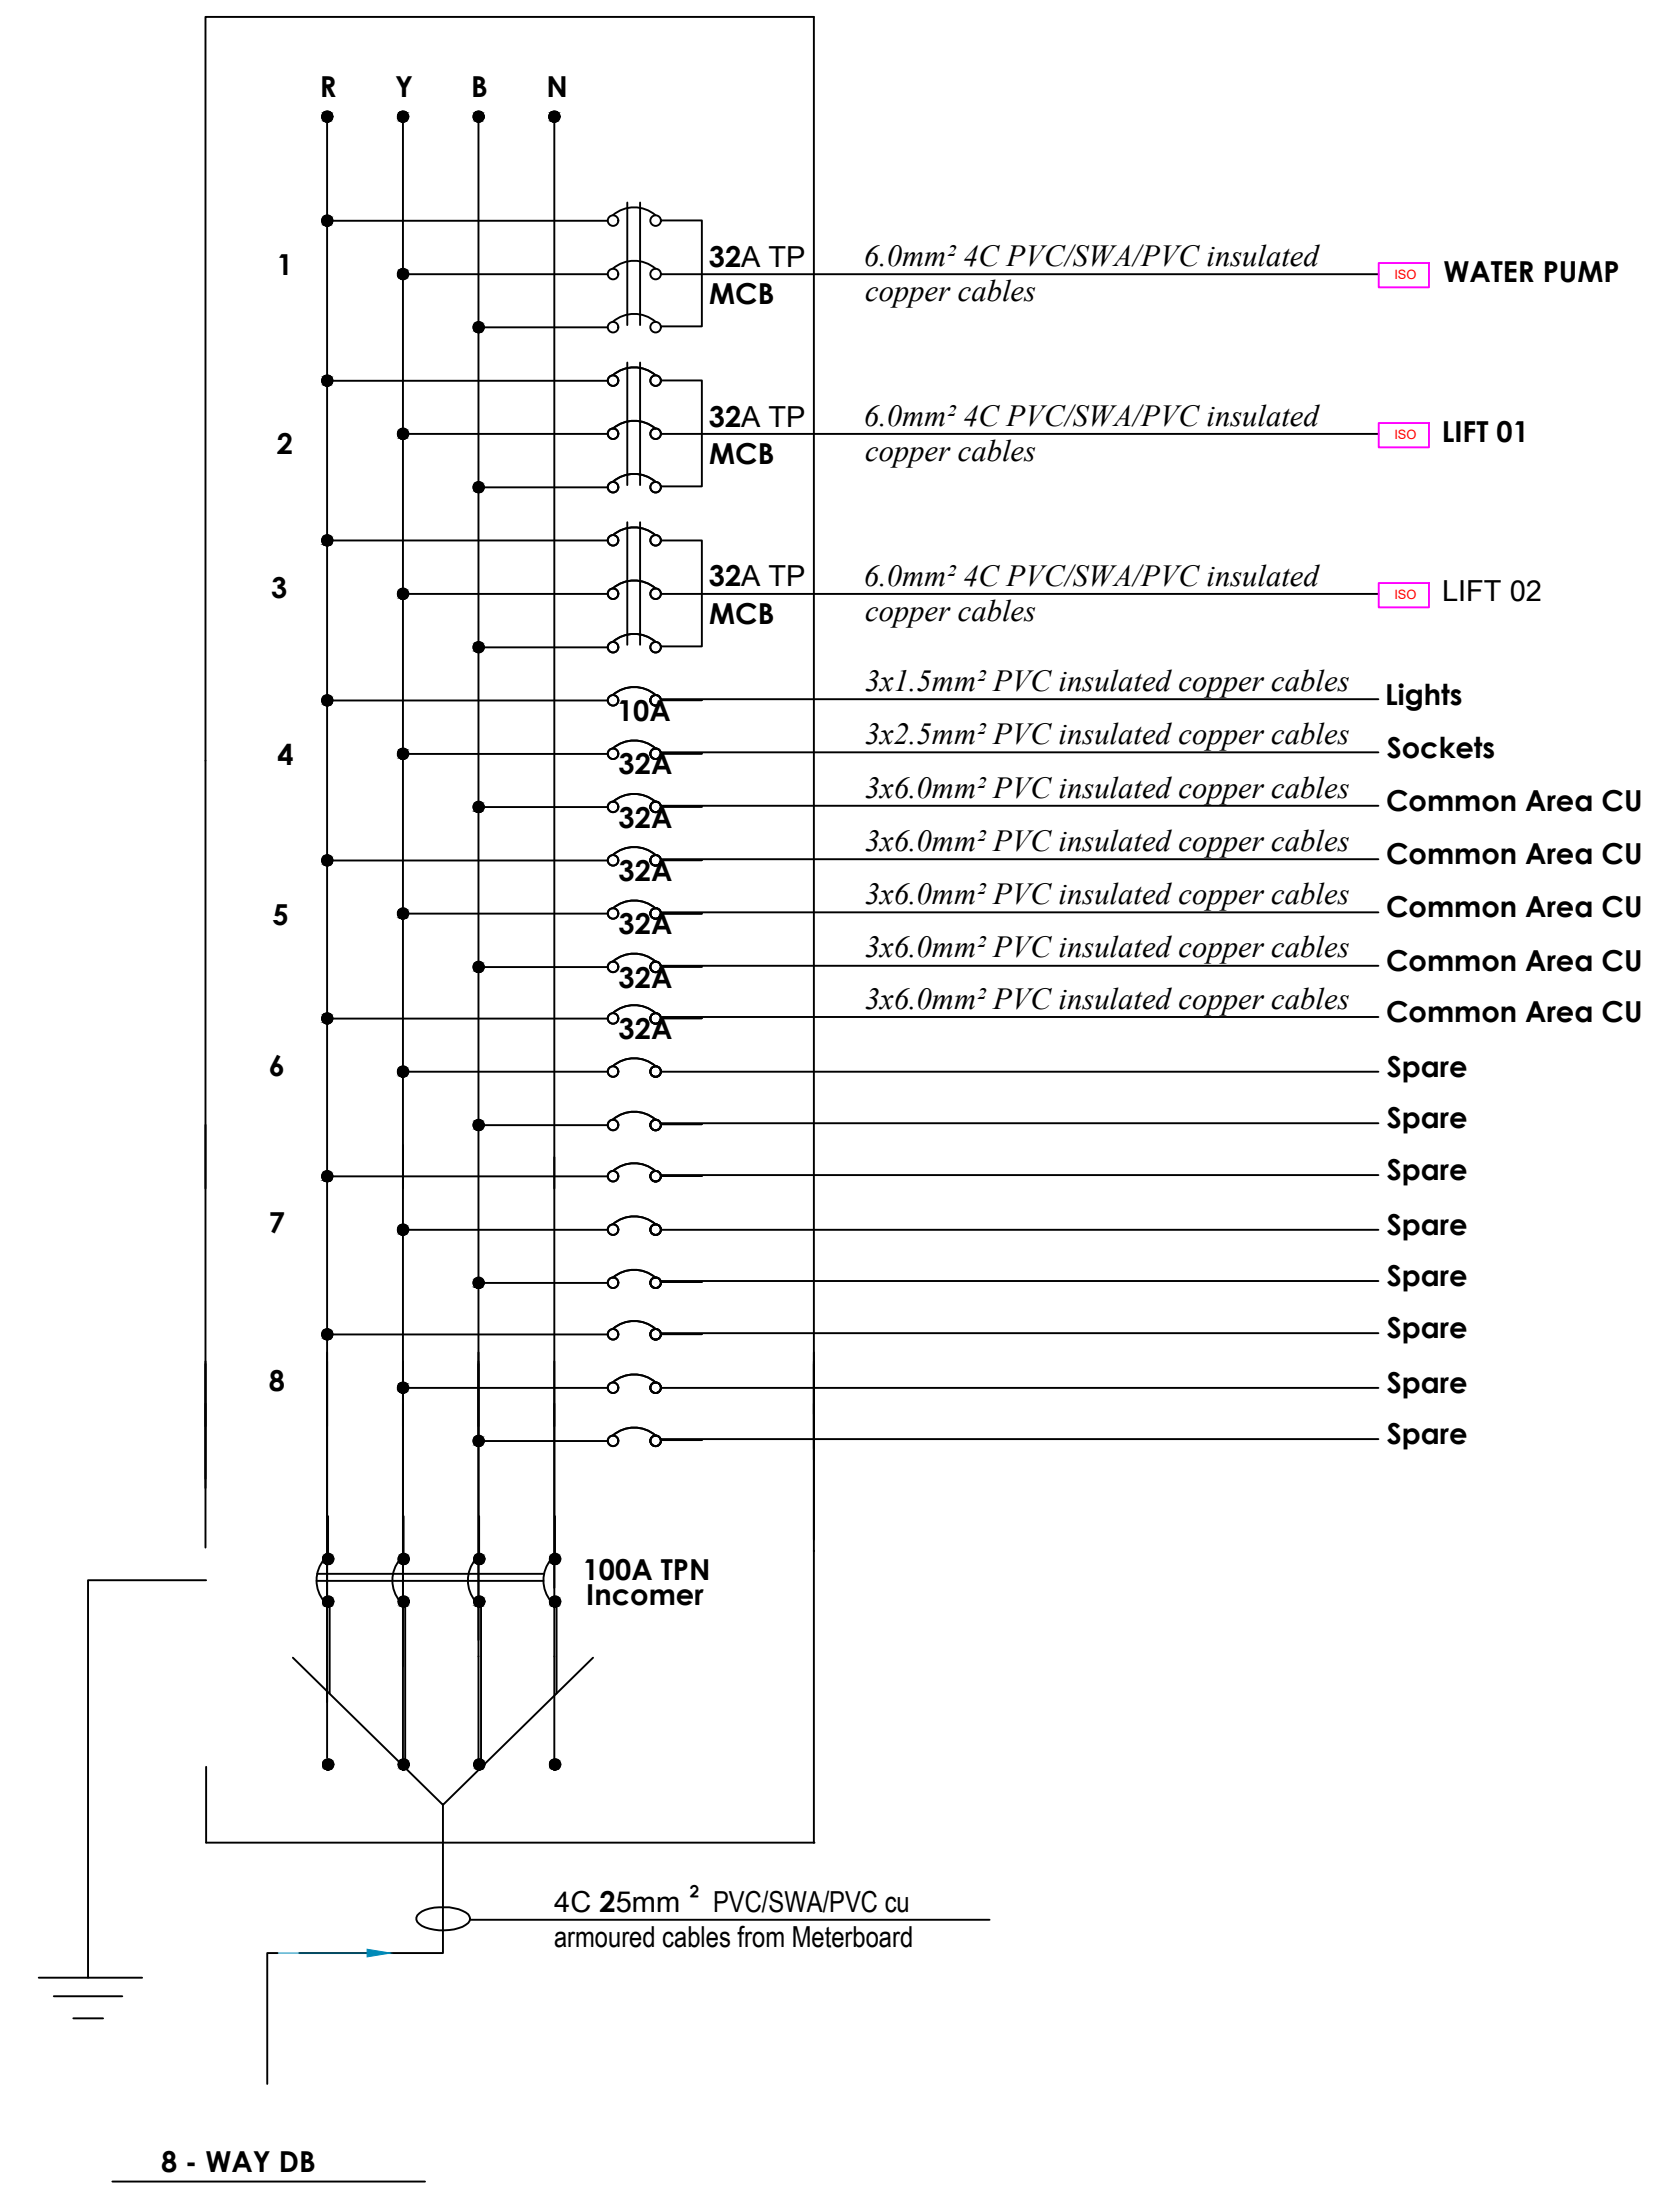 R Y B N
1
32A TP
MCB
6.0mm² 4C PVC/SWA/PVC insulated
copper cables
ISO
WATER PUMP
2
32A TP
MCB
6.0mm² 4C PVC/SWA/PVC insulated
copper cables
ISO
LIFT 01
3
32A TP
MCB
6.0mm² 4C PVC/SWA/PVC insulated
copper cables
ISO
LIFT 02
10A
3x1.5mm² PVC insulated copper cables
Lights
4
32A
3x2.5mm² PVC insulated copper cables
Sockets
32A
3x6.0mm² PVC insulated copper cables
Common Area CU
32A
3x6.0mm² PVC insulated copper cables
Common Area CU
5
32A
3x6.0mm² PVC insulated copper cables
Common Area CU
32A
3x6.0mm² PVC insulated copper cables
Common Area CU
32A
3x6.0mm² PVC insulated copper cables
Common Area CU
6
Spare
Spare
Spare
7
Spare
Spare
Spare
8
Spare
Spare
100A TPN
Incomer
4C 25mm ² PVC/SWA/PVC cu
armoured cables from Meterboard
8 - WAY DB